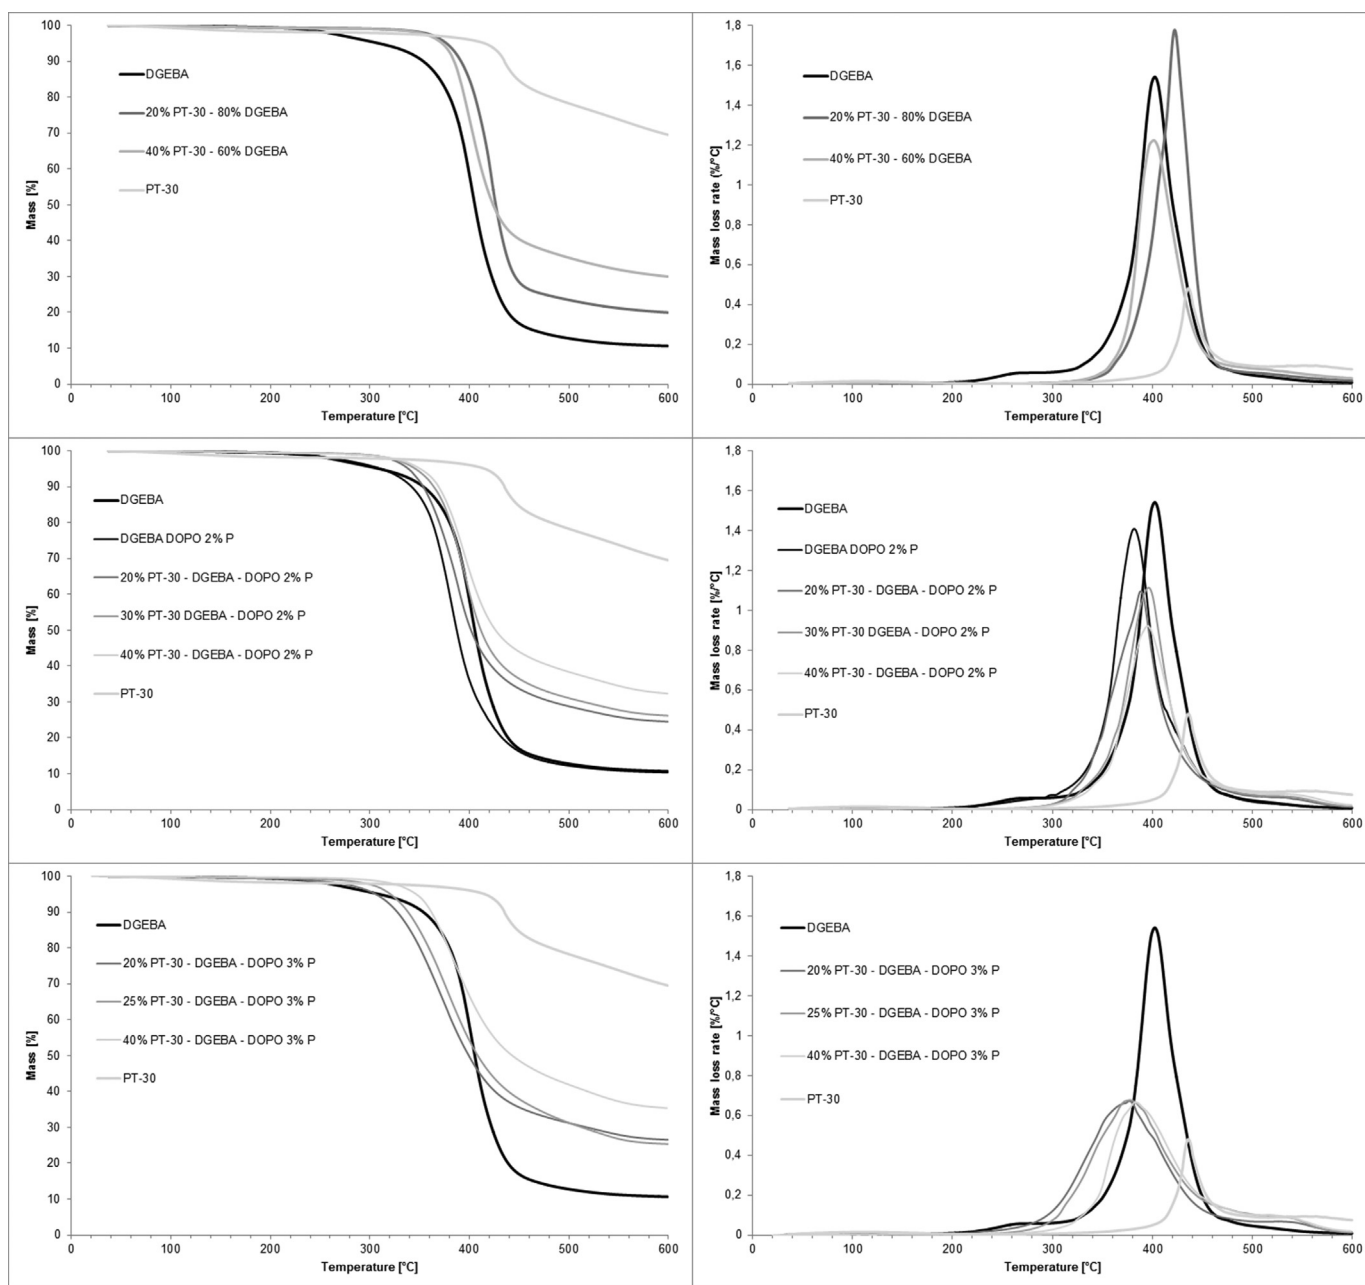 100
90
80
70
60
50
40
30
20
10
0
Mass [%]
DGEBA
20% PT-30 - 80% DGEBA
40% PT-30 - 60% DGEBA
PT-30
0 100 200 300 400 500 600
Temperature [°C]
1,8
1,6
1,4
1,2
1
0,8
0,6
0,4
0,2
0
Mass loss rate (%/°C]
DGEBA
20% PT-30 - 80% DGEBA
40% PT-30 - 60% DGEBA
PT-30
0 100 200 300 400 500 600
Temperature [°C]
100
90
80
70
60
50
40
30
20
10
0
Mass [%]
DGEBA
DGEBA DOPO 2% P
20% PT-30 - DGEBA - DOPO 2% P
30% PT-30 DGEBA - DOPO 2% P
40% PT-30 - DGEBA - DOPO 2% P
PT-30
0 100 200 300 400 500 600
Temperature [°C]
1,8
1,6
1,4
1,2
1
0,8
0,6
0,4
0,2
0
Mass loss rate [%/°C]
DGEBA
DGEBA DOPO 2% P
20% PT-30 - DGEBA - DOPO 2% P
30% PT-30 DGEBA - DOPO 2% P
40% PT-30 - DGEBA - DOPO 2% P
PT-30
0 100 200 300 400 500 600
Temperature [°C]
100
90
80
70
60
50
40
30
20
10
0
Mass [%]
DGEBA
20% PT-30 - DGEBA - DOPO 3% P
25% PT-30 - DGEBA - DOPO 3% P
40% PT-30 - DGEBA - DOPO 3% P
PT-30
0 100 200 300 400 500 600
Temperature [°C]
1,8
1,6
1,4
1,2
1
0,8
0,6
0,4
0,2
0
Mass loss rate [%/°C]
DGEBA
20% PT-30 - DGEBA - DOPO 3% P
25% PT-30 - DGEBA - DOPO 3% P
40% PT-30 - DGEBA - DOPO 3% P
PT-30
0 100 200 300 400 500 600
Temperature [°C]